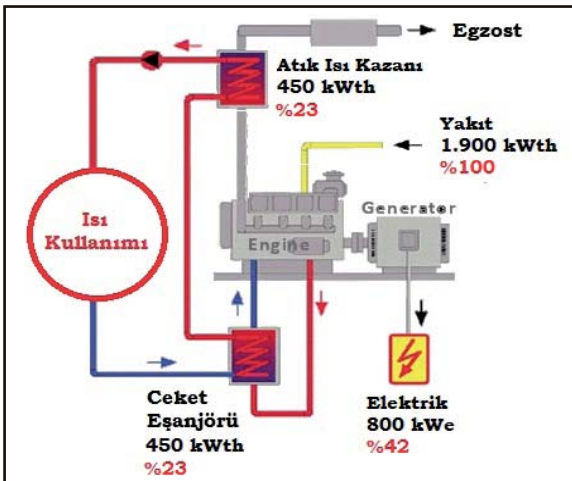 Egzost
Atık Isı Kazanı
450 kWth
%23
Yakıt
1.900 kWth
%100
Isı
Kullanımı
Engine
Generator
Ceket
Eşanjörü
450 kWth
%23
Elektrik
800 kWe
%42